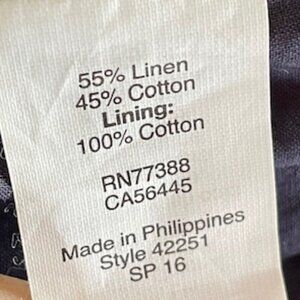 55% Linen
45% Cotton
Lining:
100% Cotton
RN77388
CA56445
Made in Philippines
Style 42251
SP 16